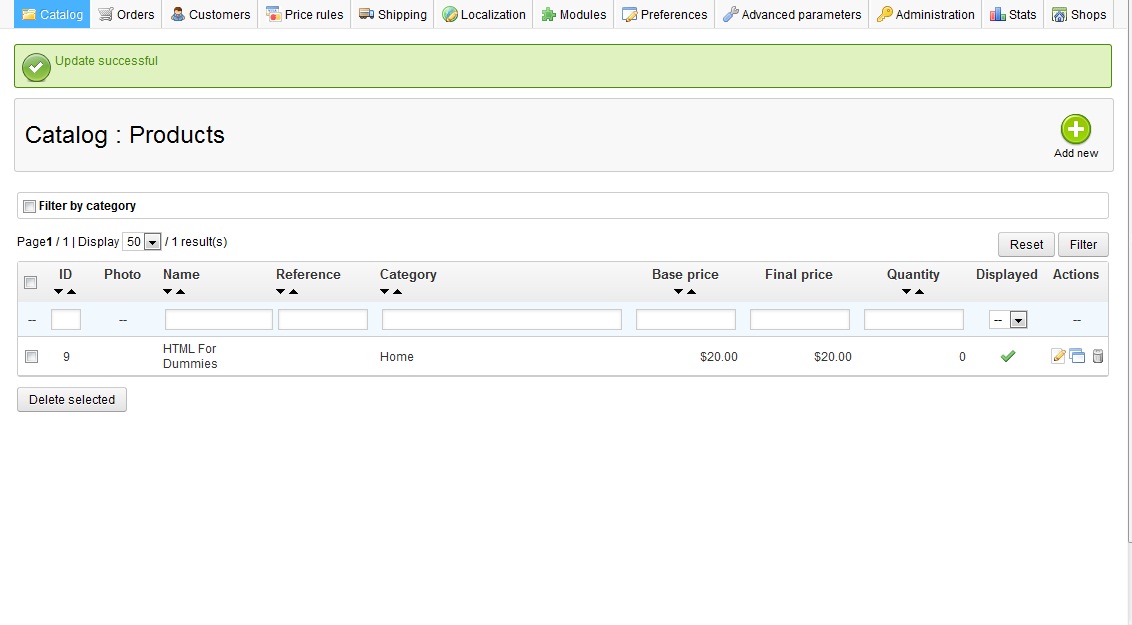 Catalog Orders Customers Price rules Shipping Localization Modules Preferences Advanced parameters Administration Stats Shops
Update successful
Catalog : Products
Add new
Filter by category
Page1 / 1 | Display 50 / 1 result(s)
Reset Filter
ID Photo Name Reference Category Base price Final price Quantity Displayed Actions
-- -- -- --
9 HTML For Dummies Home $20.00 $20.00 0
Delete selected